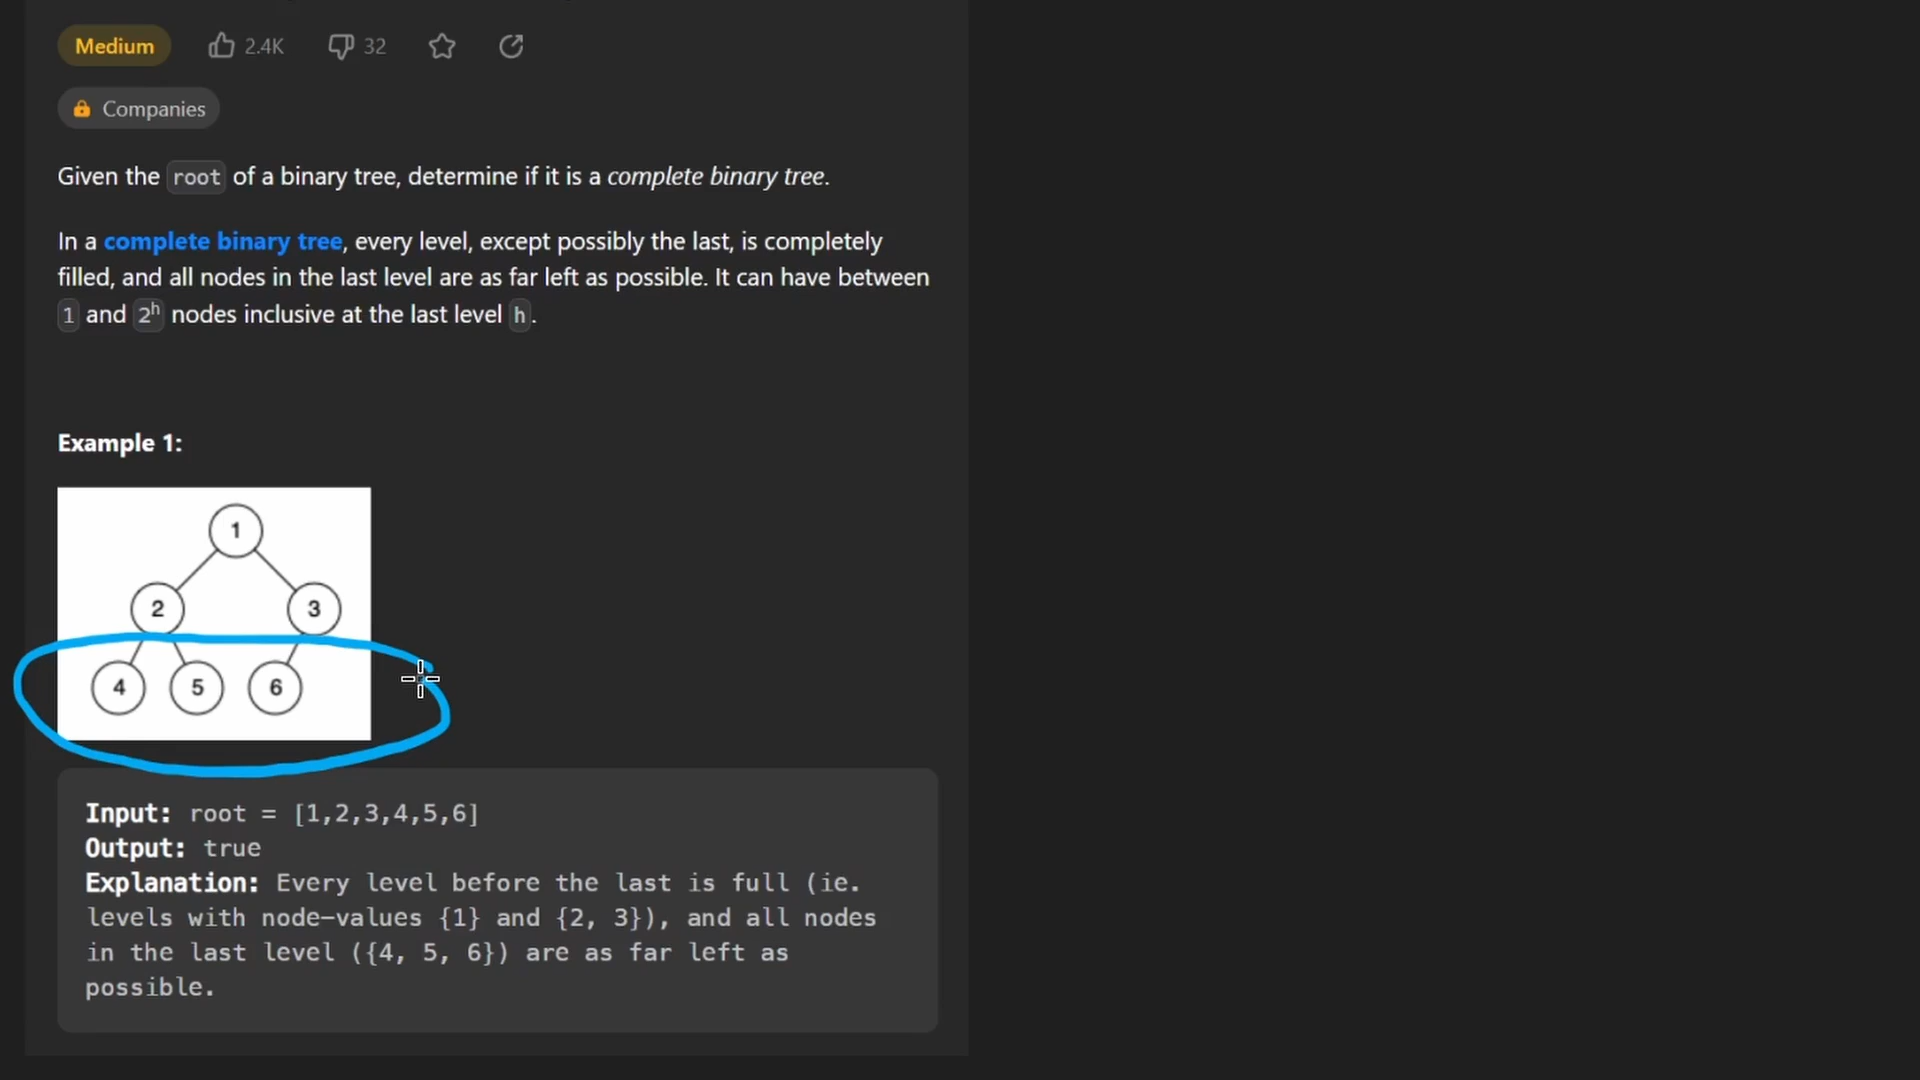 Medium 2.4K 32
Companies
Given the root of a binary tree, determine if it is a complete binary tree.
In a complete binary tree, every level, except possibly the last, is completely
filled, and all nodes in the last level are as far left as possible. It can have between
1 and 2ʰ nodes inclusive at the last level h.
Example 1:
1
2 3
4 5 6
Input: root = [1,2,3,4,5,6]
Output: true
Explanation: Every level before the last is full (ie.
levels with node-values {1} and {2, 3}), and all nodes
in the last level ({4, 5, 6}) are as far left as
possible.